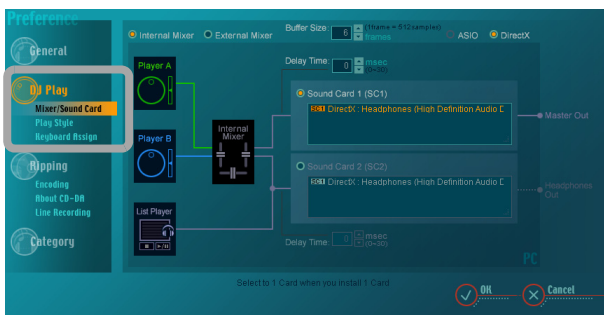 Preference
General
DJ Play
Mixer/Sound Card
Play Style
Keyboard Assign
Ripping
Encoding
About CD-DA
Line Recording
Category
Internal Mixer External Mixer
Buffer Size 6 (1frame = 512samples)
frames
ASIO DirectX
Delay Time: 0 msec
(0~30)
Player A
Player B
List Player
Internal
Mixer
Sound Card 1 (SC1)
SC1 DirectX : Headphones (High Definition Audio D
Master Out
Sound Card 2 (SC2)
SC1 DirectX : Headphones (High Definition Audio D
Headphones
Out
Delay Time: 0 msec
(0~30)
PC
Select to 1 Card when you install 1 Card
OK
Cancel